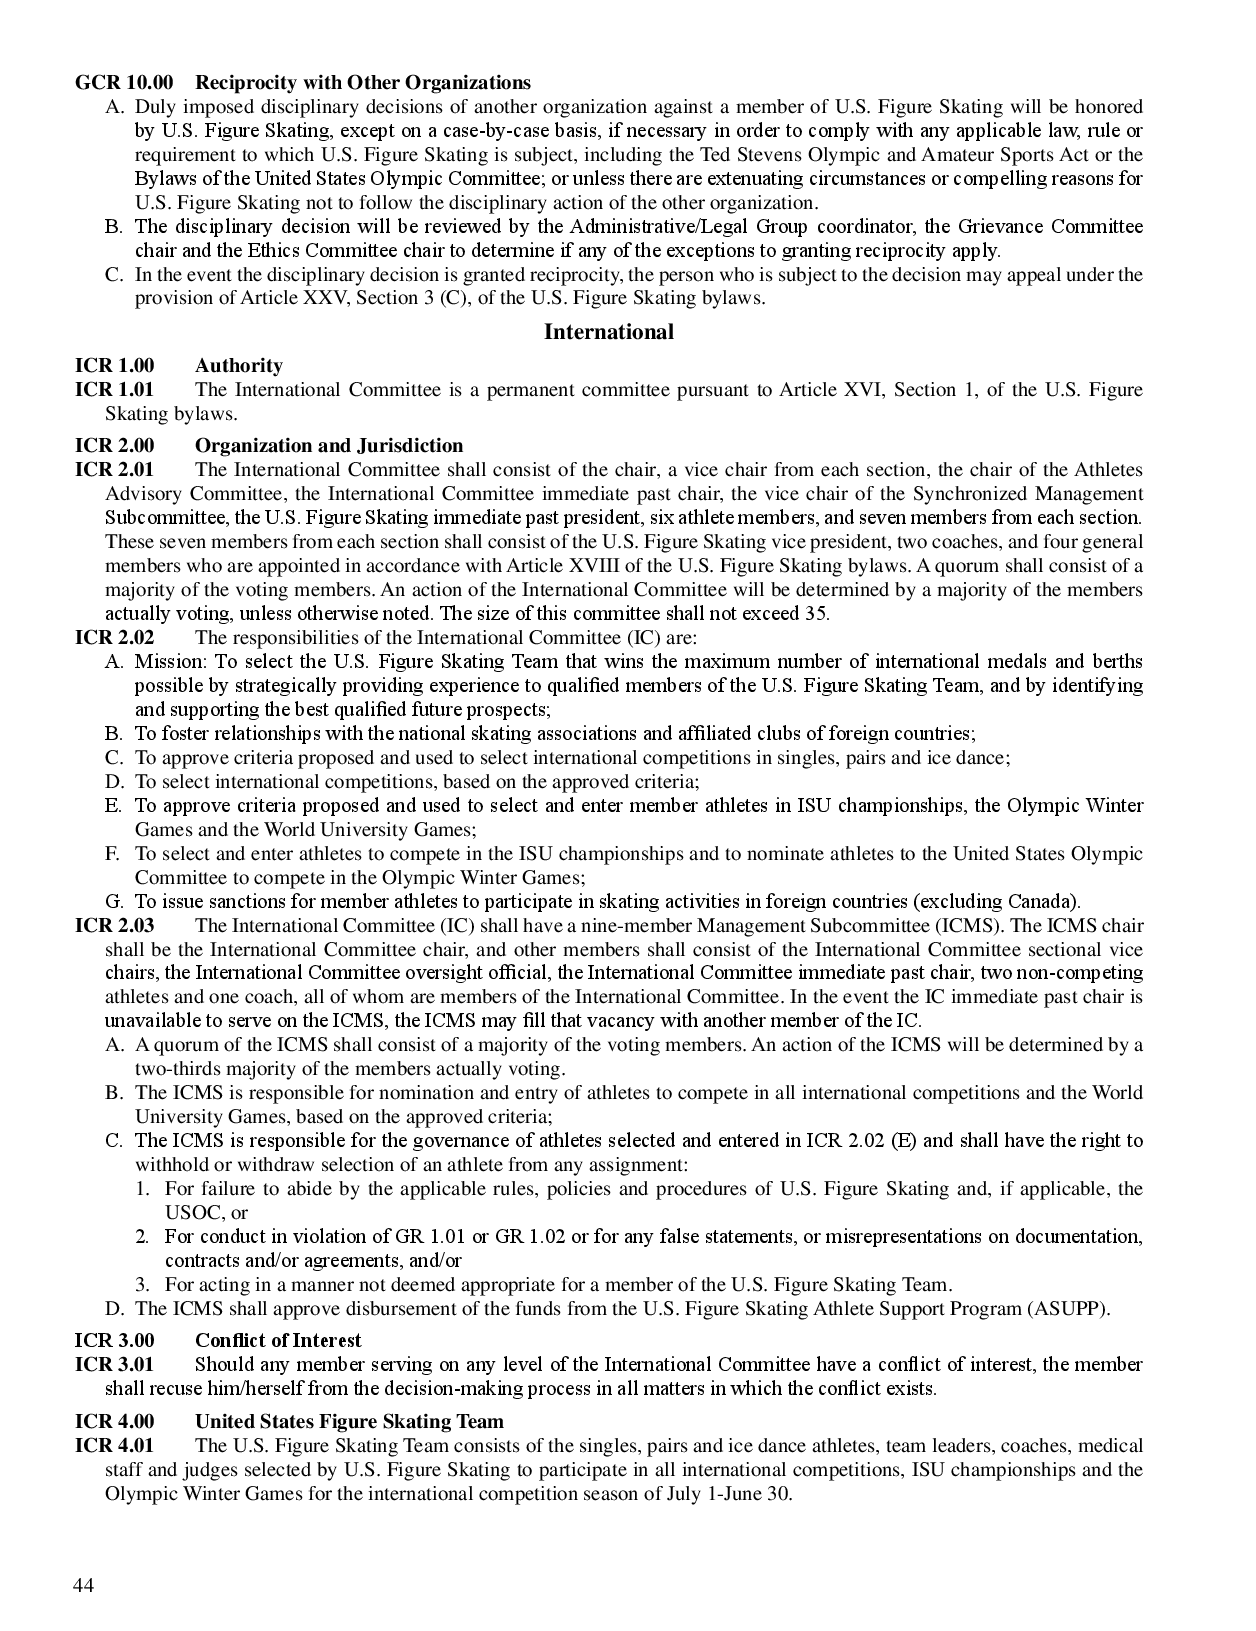 GCR 10.00 Reciprocity with Other Organizations
A. Duly imposed disciplinary decisions of another organization against a member of U.S. Figure Skating will be honored
by U.S. Figure Skating, except on a case-by-case basis, if necessary in order to comply with any applicable law, rule or
requirement to which U.S. Figure Skating is subject, including the Ted Stevens Olympic and Amateur Sports Act or the
Bylaws of the United States Olympic Committee; or unless there are extenuating circumstances or compelling reasons for
U.S. Figure Skating not to follow the disciplinary action of the other organization.
B. The disciplinary decision will be reviewed by the Administrative/Legal Group coordinator, the Grievance Committee
chair and the Ethics Committee chair to determine if any of the exceptions to granting reciprocity apply.
C. In the event the disciplinary decision is granted reciprocity, the person who is subject to the decision may appeal under the
provision of Article XXV, Section 3 (C), of the U.S. Figure Skating bylaws.
International
ICR 1.00 Authority
ICR 1.01 The International Committee is a permanent committee pursuant to Article XVI, Section 1, of the U.S. Figure
Skating bylaws.
ICR 2.00 Organization and Jurisdiction
ICR 2.01 The International Committee shall consist of the chair, a vice chair from each section, the chair of the Athletes
Advisory Committee, the International Committee immediate past chair, the vice chair of the Synchronized Management
Subcommittee, the U.S. Figure Skating immediate past president, six athlete members, and seven members from each section.
These seven members from each section shall consist of the U.S. Figure Skating vice president, two coaches, and four general
members who are appointed in accordance with Article XVIII of the U.S. Figure Skating bylaws. A quorum shall consist of a
majority of the voting members. An action of the International Committee will be determined by a majority of the members
actually voting, unless otherwise noted. The size of this committee shall not exceed 35.
ICR 2.02 The responsibilities of the International Committee (IC) are:
A. Mission: To select the U.S. Figure Skating Team that wins the maximum number of international medals and berths
possible by strategically providing experience to qualified members of the U.S. Figure Skating Team, and by identifying
and supporting the best qualified future prospects;
B. To foster relationships with the national skating associations and affiliated clubs of foreign countries;
C. To approve criteria proposed and used to select international competitions in singles, pairs and ice dance;
D. To select international competitions, based on the approved criteria;
E. To approve criteria proposed and used to select and enter member athletes in ISU championships, the Olympic Winter
Games and the World University Games;
F. To select and enter athletes to compete in the ISU championships and to nominate athletes to the United States Olympic
Committee to compete in the Olympic Winter Games;
G. To issue sanctions for member athletes to participate in skating activities in foreign countries (excluding Canada).
ICR 2.03 The International Committee (IC) shall have a nine-member Management Subcommittee (ICMS). The ICMS chair
shall be the International Committee chair, and other members shall consist of the International Committee sectional vice
chairs, the International Committee oversight official, the International Committee immediate past chair, two non-competing
athletes and one coach, all of whom are members of the International Committee. In the event the IC immediate past chair is
unavailable to serve on the ICMS, the ICMS may fill that vacancy with another member of the IC.
A. A quorum of the ICMS shall consist of a majority of the voting members. An action of the ICMS will be determined by a
two-thirds majority of the members actually voting.
B. The ICMS is responsible for nomination and entry of athletes to compete in all international competitions and the World
University Games, based on the approved criteria;
C. The ICMS is responsible for the governance of athletes selected and entered in ICR 2.02 (E) and shall have the right to
withhold or withdraw selection of an athlete from any assignment:
1. For failure to abide by the applicable rules, policies and procedures of U.S. Figure Skating and, if applicable, the
USOC, or
2. For conduct in violation of GR 1.01 or GR 1.02 or for any false statements, or misrepresentations on documentation,
contracts and/or agreements, and/or
3. For acting in a manner not deemed appropriate for a member of the U.S. Figure Skating Team.
D. The ICMS shall approve disbursement of the funds from the U.S. Figure Skating Athlete Support Program (ASUPP).
ICR 3.00 Conflict of Interest
ICR 3.01 Should any member serving on any level of the International Committee have a conflict of interest, the member
shall recuse him/herself from the decision-making process in all matters in which the conflict exists.
ICR 4.00 United States Figure Skating Team
ICR 4.01 The U.S. Figure Skating Team consists of the singles, pairs and ice dance athletes, team leaders, coaches, medical
staff and judges selected by U.S. Figure Skating to participate in all international competitions, ISU championships and the
Olympic Winter Games for the international competition season of July 1-June 30.
44